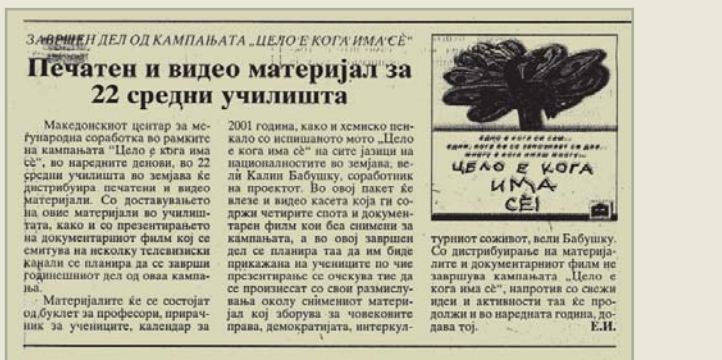 ЗАВРШЕН ДЕЛ ОД КАМПАЊАТА „ЦЕЛО Е КОГА ИМА СЀ“
Печатен и видео материјал за
22 средни училишта
Македонскиот центар за ме-
ѓународна соработка во рамките
на кампањата "Цело е кога има
сѐ", во наредните денови, во 22
средни училишта во земјава ќе
дистрибуира печатени и видео
материјали. Со доставувањето
на овие материјали во училиш-
тата, како и со презентирањето
на документарниот филм кој се
емитува на неколку телевизиски
канали се планира да се заврши
годинешниот дел од оваа кампа-
ња.
Материјалите ќе се состојат
од буклет за професори, прирач-
ник за учениците, календар за
2001 година, како и хемиско пен-
кало со испишаното мото „Цело
е кога има сѐ“ на сите јазици на
националностите во земјава, ве-
ли Калин Бабушку, соработник
на проектот. Во овој пакет ќе
влезе и видео касета која ги со-
држи четирите спота и докумен-
тарен филм кои беа снимени за
кампањата, а во овој завршен
дел се планира таа да им биде
прикажана на учениците по чие
презентирање се очекува тие да
се произнесат со свои размислу-
вања околу снимениот матери-
јал кој зборува за човековите
права, демократијата, интеркул-
ЦЕЛО Е КОГА
ИМА
СЀ!
турниот соживот, вели Бабушку.
Со дистрибуирање на материја-
лите и документарниот филм не
завршува кампањата „Цело е
кога има сѐ“, напротив со свежи
идеи и активности таа ќе про-
должи и во наредната година, до-
дава тој.
Е.И.